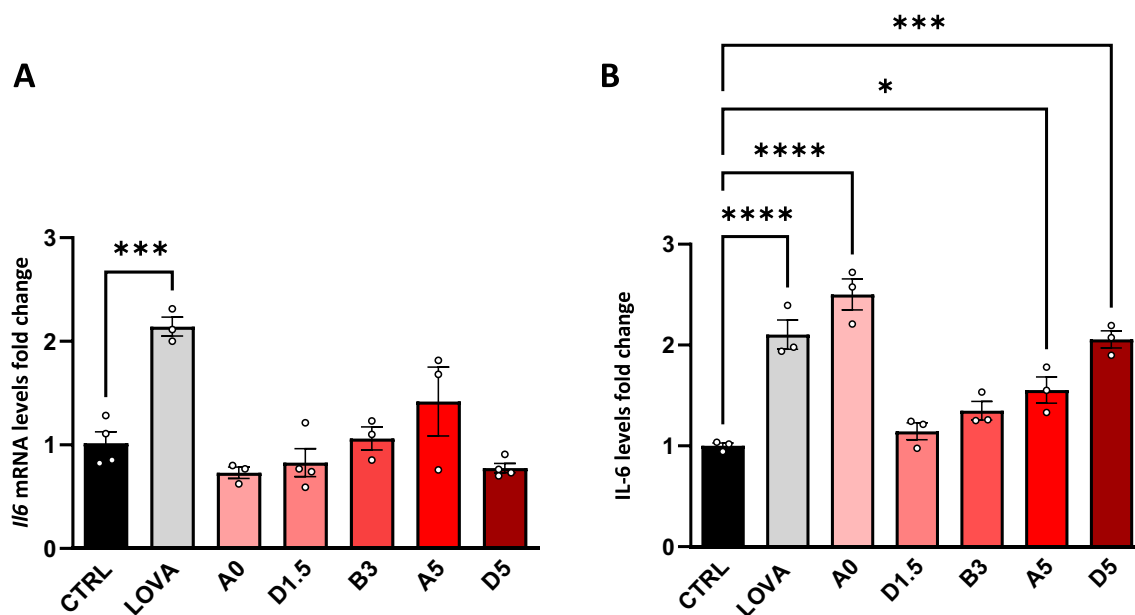 A
Il6 mRNA levels fold change
3
2
1
0
***
CTRL
LOVA
A0
D1.5
B3
A5
D5
B
IL-6 levels fold change
3
2
1
0
***
*
****
****
CTRL
LOVA
A0
D1.5
B3
A5
D5